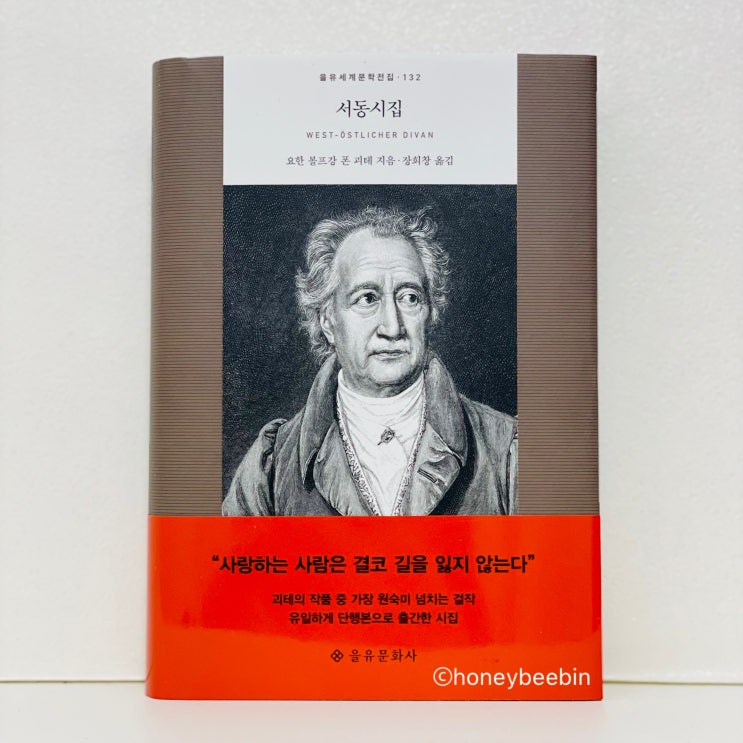 을유세계문학전집·132
서동시집
WEST-ÖSTLICHER DIVAN
요한 볼프강 폰 괴테 지음·장희창 옮김
“사랑하는 사람은 결코 길을 잃지 않는다”
괴테의 작품 중 가장 원숙미 넘치는 걸작
유일하게 단행본으로 출간한 시집
을유문화사
©honeybeebin